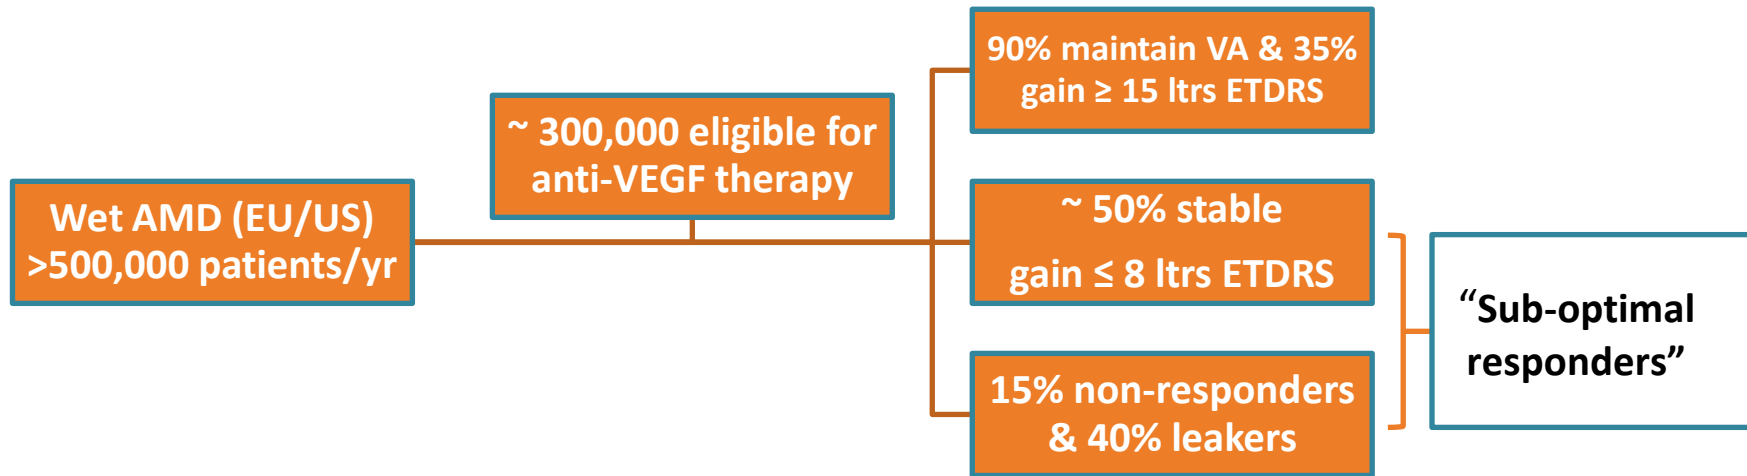 Wet AMD (EU/US)
>500,000 patients/yr
~ 300,000 eligible for
anti-VEGF therapy
90% maintain VA & 35%
gain ≥ 15 ltrs ETDRS
~ 50% stable
gain ≤ 8 ltrs ETDRS
15% non-responders
& 40% leakers
“Sub-optimal
responders”